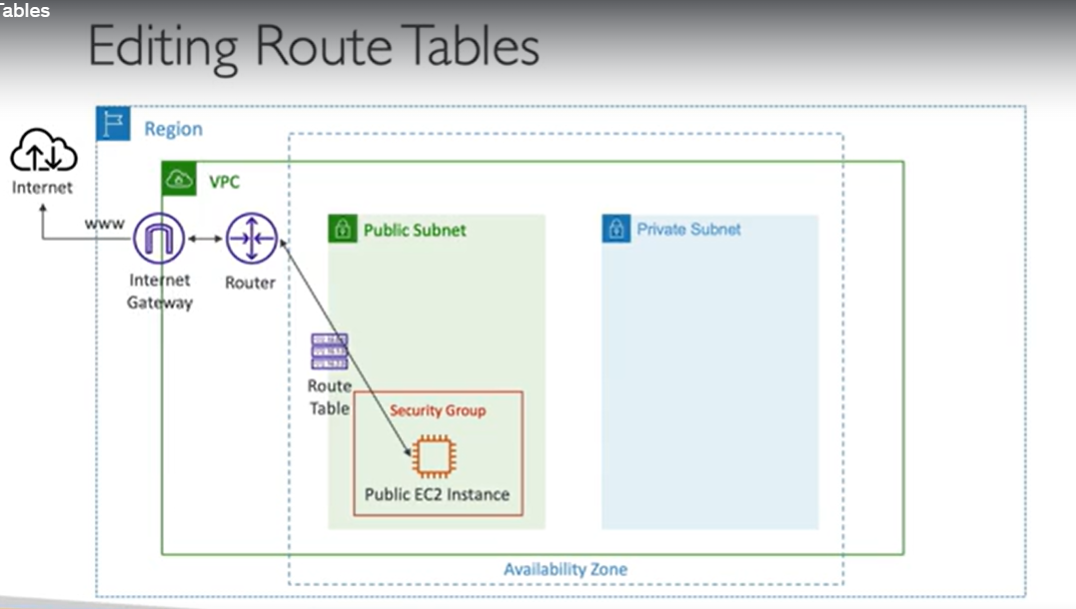 Tables
Editing Route Tables
Region
Internet
VPC
www
Public Subnet
Private Subnet
Internet
Gateway
Router
Route
Table
Security Group
Public EC2 Instance
Availability Zone